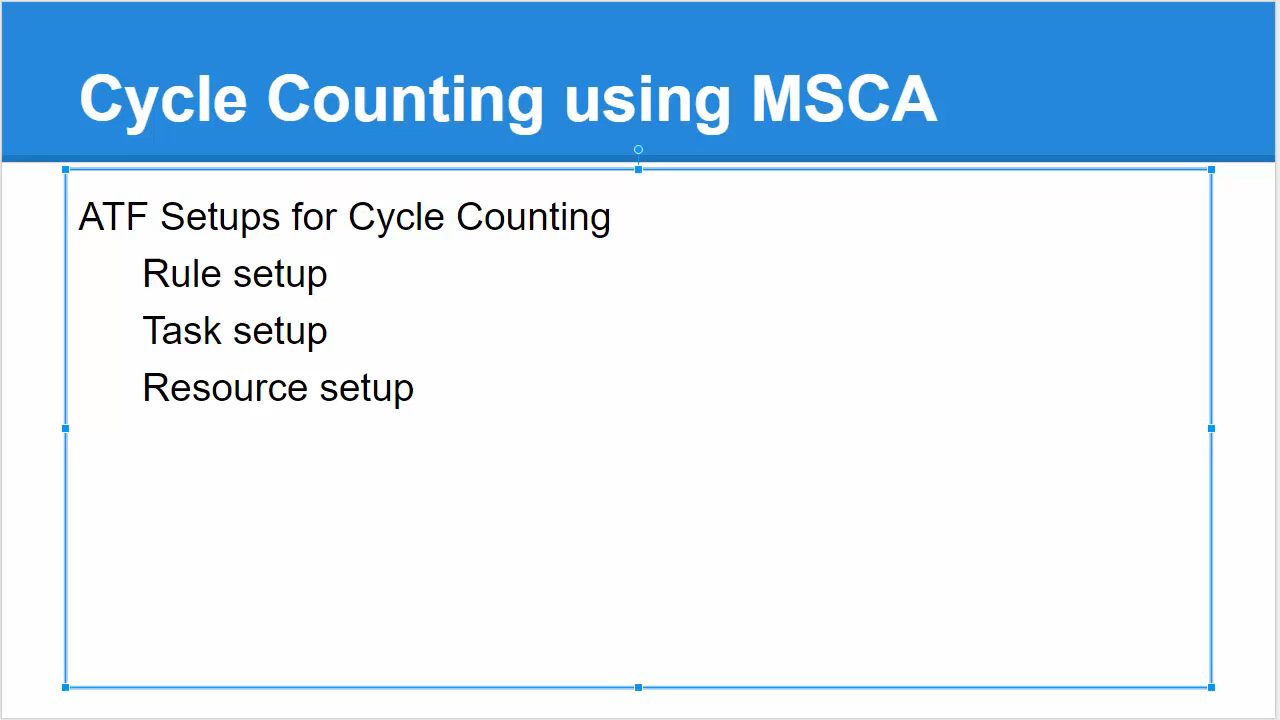 Cycle Counting using MSCA
ATF Setups for Cycle Counting
Rule setup
Task setup
Resource setup